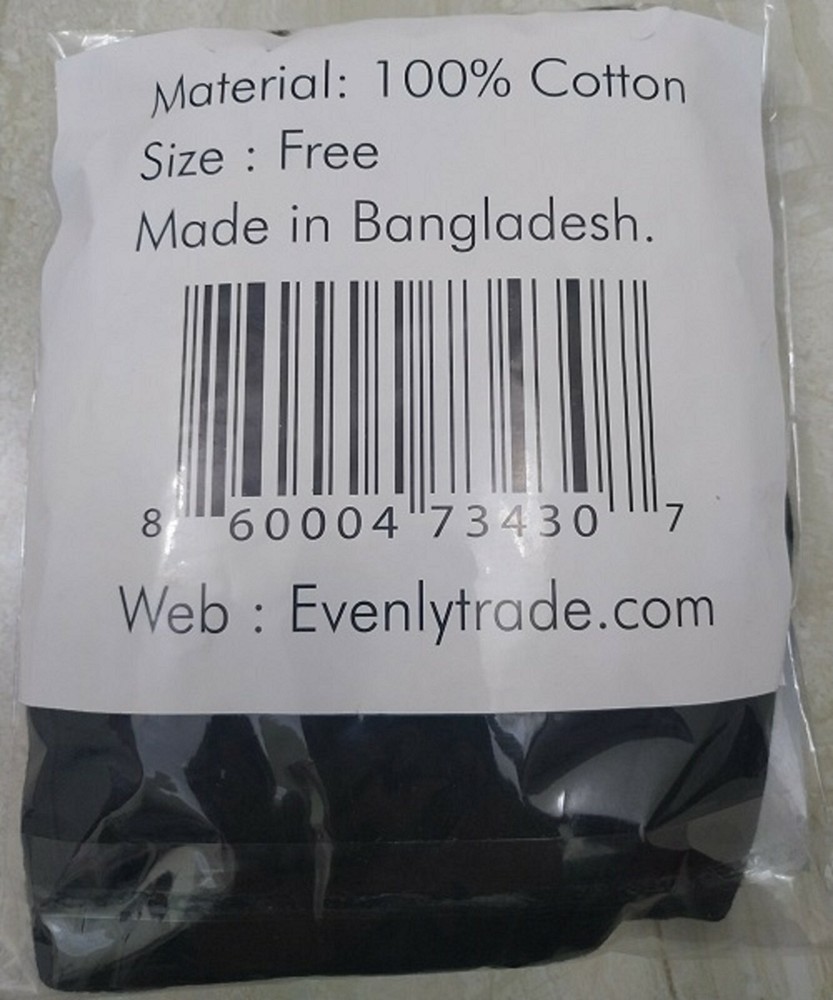 Material: 100% Cotton
Size : Free
Made in Bangladesh.
8 60004 73430 7
Web : Evenlytrade.com